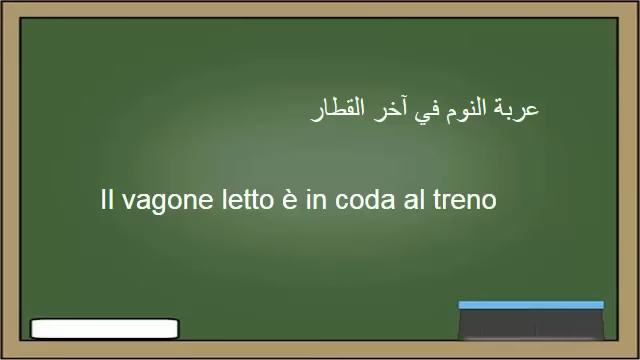 عربة النوم في آخر القطار
Il vagone letto è in coda al treno